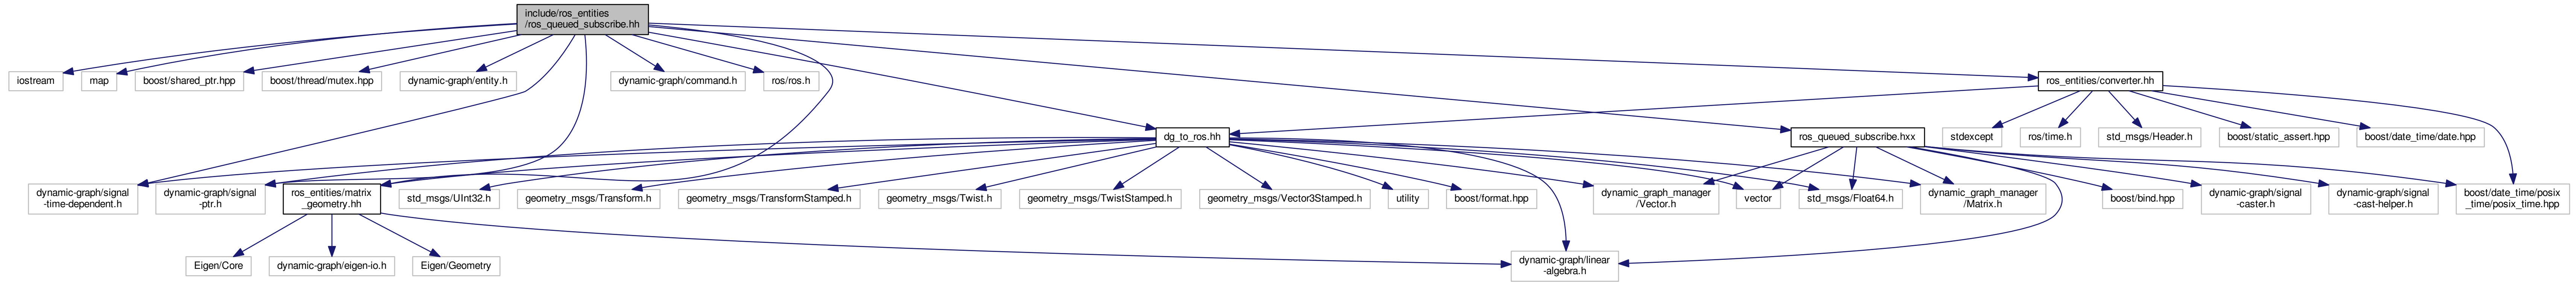 include/ros_entities
/ros_queued_subscribe.hh
iostream
map
boost/shared_ptr.hpp
boost/thread/mutex.hpp
dynamic-graph/entity.h
dynamic-graph/command.h
ros/ros.h
ros_entities/converter.hh
dg_to_ros.hh
ros_queued_subscribe.hxx
stdexcept
ros/time.h
std_msgs/Header.h
boost/static_assert.hpp
boost/date_time/date.hpp
dynamic-graph/signal
-time-dependent.h
dynamic-graph/signal
-ptr.h
ros_entities/matrix
_geometry.hh
std_msgs/UInt32.h
geometry_msgs/Transform.h
geometry_msgs/TransformStamped.h
geometry_msgs/Twist.h
geometry_msgs/TwistStamped.h
geometry_msgs/Vector3Stamped.h
utility
boost/format.hpp
dynamic_graph_manager
/Vector.h
vector
std_msgs/Float64.h
dynamic_graph_manager
/Matrix.h
boost/bind.hpp
dynamic-graph/signal
-caster.h
dynamic-graph/signal
-cast-helper.h
boost/date_time/posix
_time/posix_time.hpp
Eigen/Core
dynamic-graph/eigen-io.h
Eigen/Geometry
dynamic-graph/linear
-algebra.h